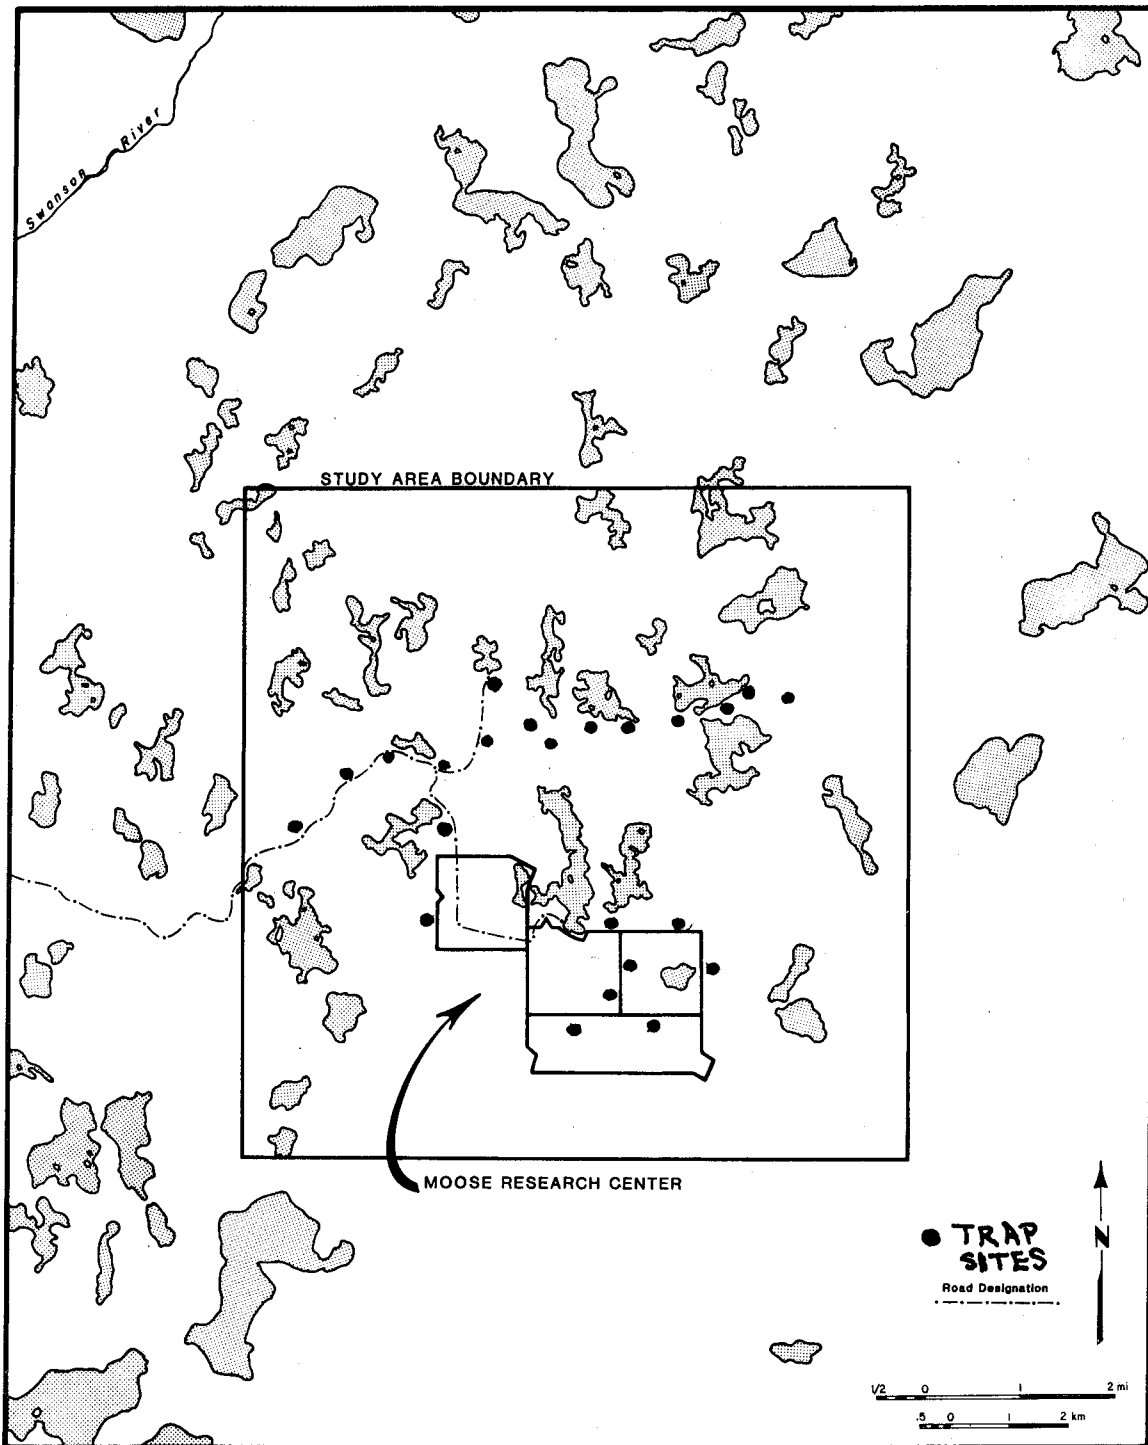 Swanson River
STUDY AREA BOUNDARY
MOOSE RESEARCH CENTER
TRAP
SITES
N
Road Designation
1/2 0 1 2 mi
.5 0 1 2 km